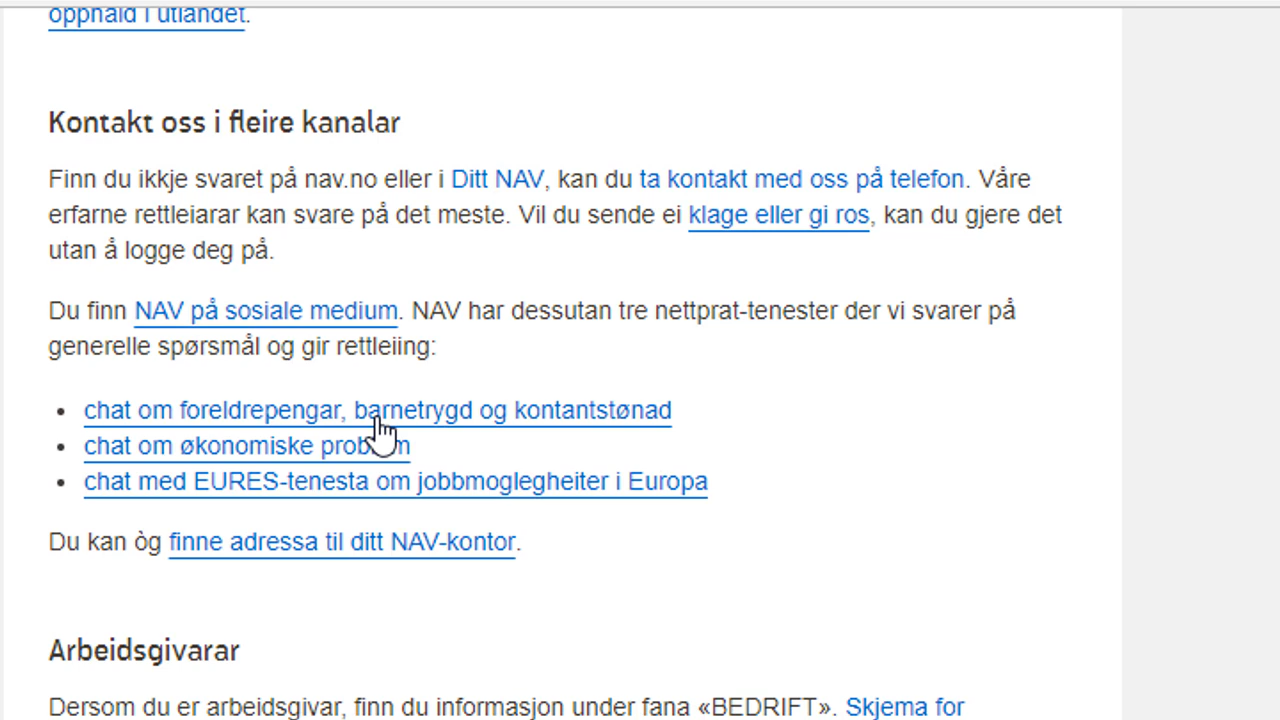 opphald i utlandet.
Kontakt oss i fleire kanalar
Finn du ikkje svaret på nav.no eller i Ditt NAV, kan du ta kontakt med oss på telefon. Våre
erfarne rettleiarar kan svare på det meste. Vil du sende ei klage eller gi ros, kan du gjere det
utan å logge deg på.
Du finn NAV på sosiale medium. NAV har dessutan tre nettprat-tenester der vi svarer på
generelle spørsmål og gir rettleiing:
• chat om foreldrepengar, barnetrygd og kontantstønad
• chat om økonomiske problem
• chat med EURES-tenesta om jobbmoglegheiter i Europa
Du kan òg finne adressa til ditt NAV-kontor.
Arbeidsgivarar
Dersom du er arbeidsgivar, finn du informasjon under fana «BEDRIFT». Skjema for